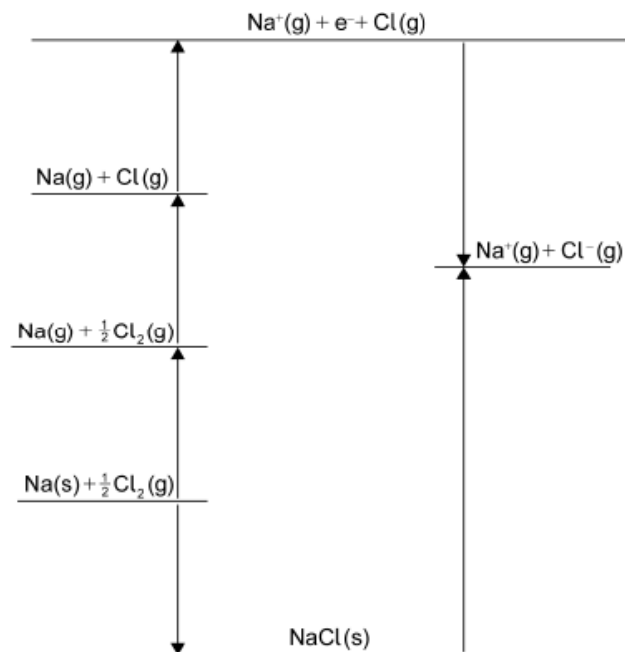 Na⁺(g) + e⁻ + Cl(g)
Na(g) + Cl(g)
Na⁺(g) + Cl⁻(g)
Na(g) + ½Cl₂(g)
Na(s) + ½Cl₂(g)
NaCl(s)